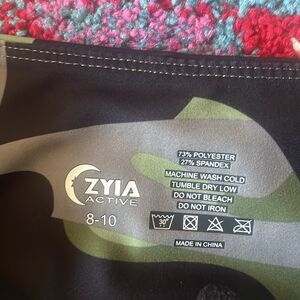 ZYIA
ACTIVE
8-10
73% POLYESTER
27% SPANDEX
MACHINE WASH COLD
TUMBLE DRY LOW
DO NOT BLEACH
DO NOT IRON
30°
MADE IN CHINA